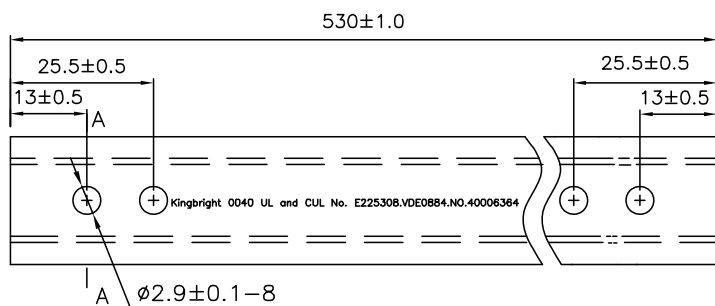 530±1.0
25.5±0.5 25.5±0.5
13±0.5 13±0.5
A
Kingbright 0040 UL and CUL No. E225308.VDE0884.NO.40006364
A ø2.9±0.1-8